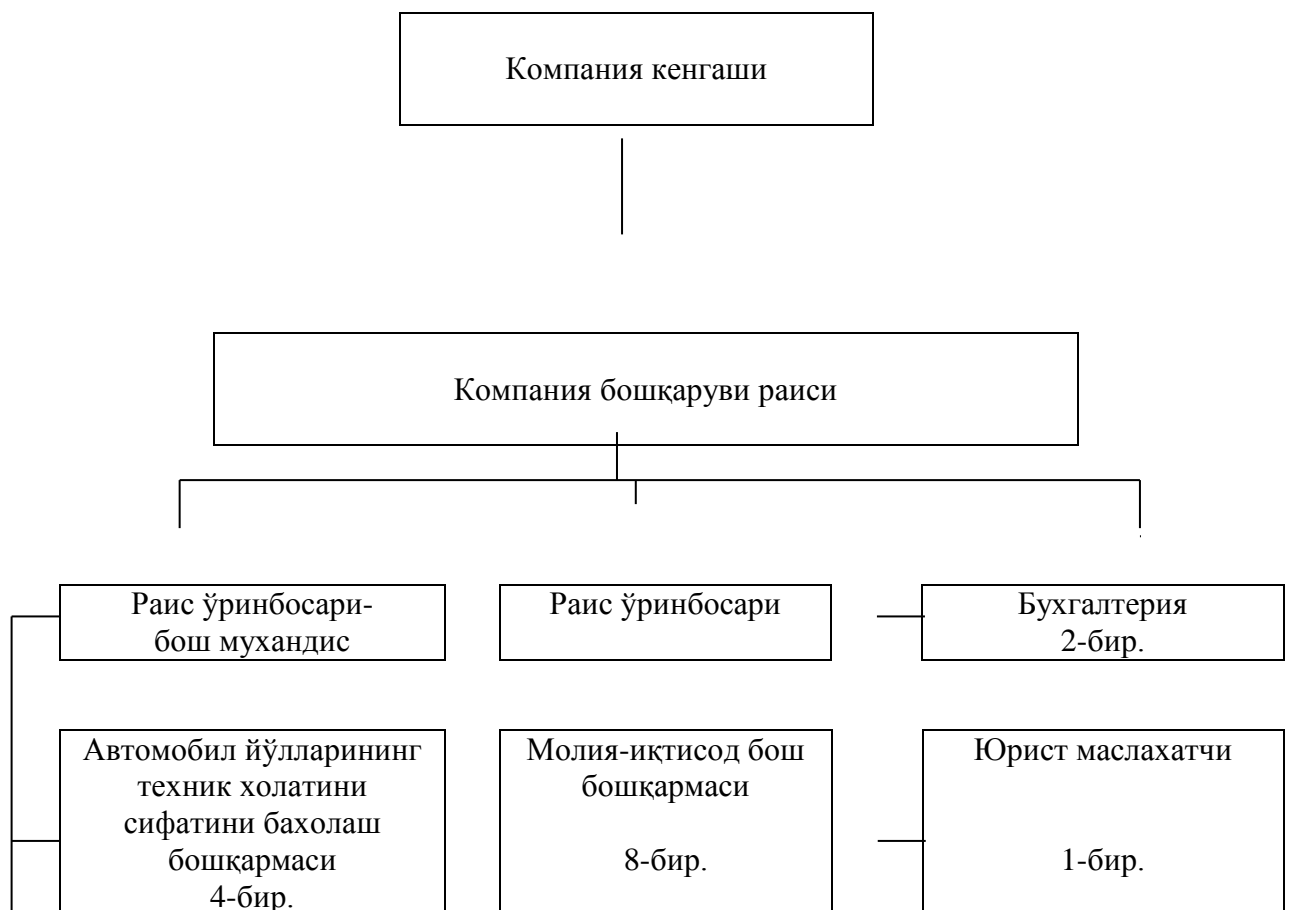 Компания кенгаши
Компания бошқаруви раиси
Раис ўринбосари-
бош мухандис
Раис ўринбосари
Бухгалтерия
2-бир.
Автомобил йўлларининг
техник холатини
сифатини бахолаш
бошқармаси
4-бир.
Молия-иқтисод бош
бошқармаси
8-бир.
Юрист маслахатчи
1-бир.